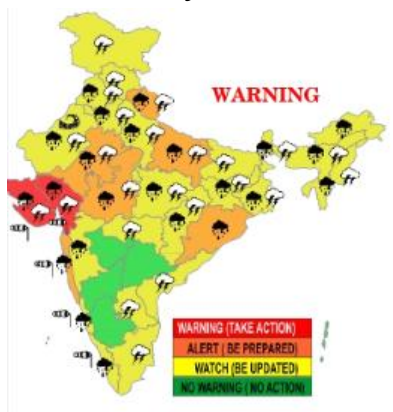 WARNING
WARNING (TAKE ACTION)
ALERT ( BE PREPARED)
WATCH (BE UPDATED)
NO WARNING ( NO ACTION)